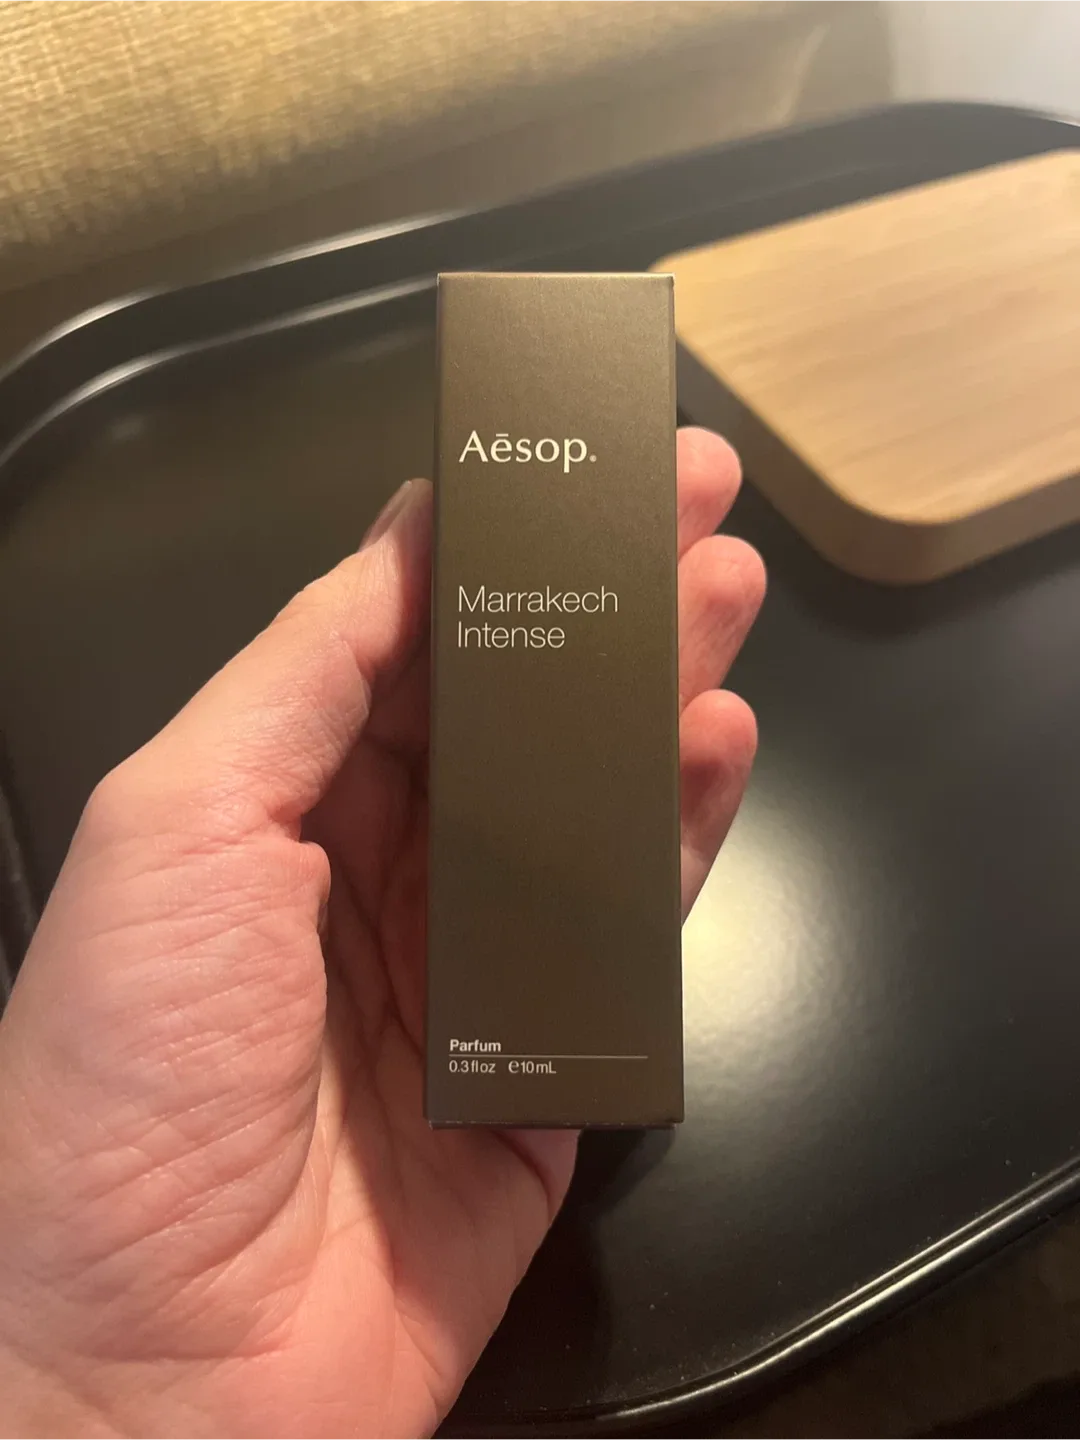 Aēsop.
Marrakech
Intense
Parfum
0.3 fl oz ℮10 mL